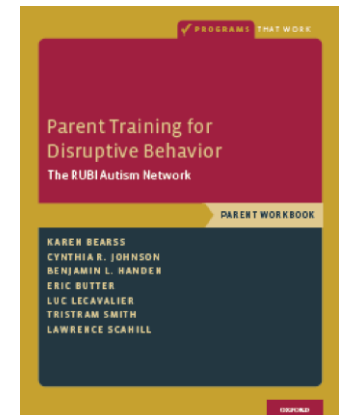 PROGRAMS THAT WORK
Parent Training for
Disruptive Behavior
The RUBI Autism Network
PARENT WORKBOOK
KAREN BEARSS
CYNTHIA R. JOHNSON
BENJAMIN L. HANDEN
ERIC BUTTER
LUC LECAVALIER
TRISTRAM SMITH
LAWRENCE SCAHILL
OXFORD